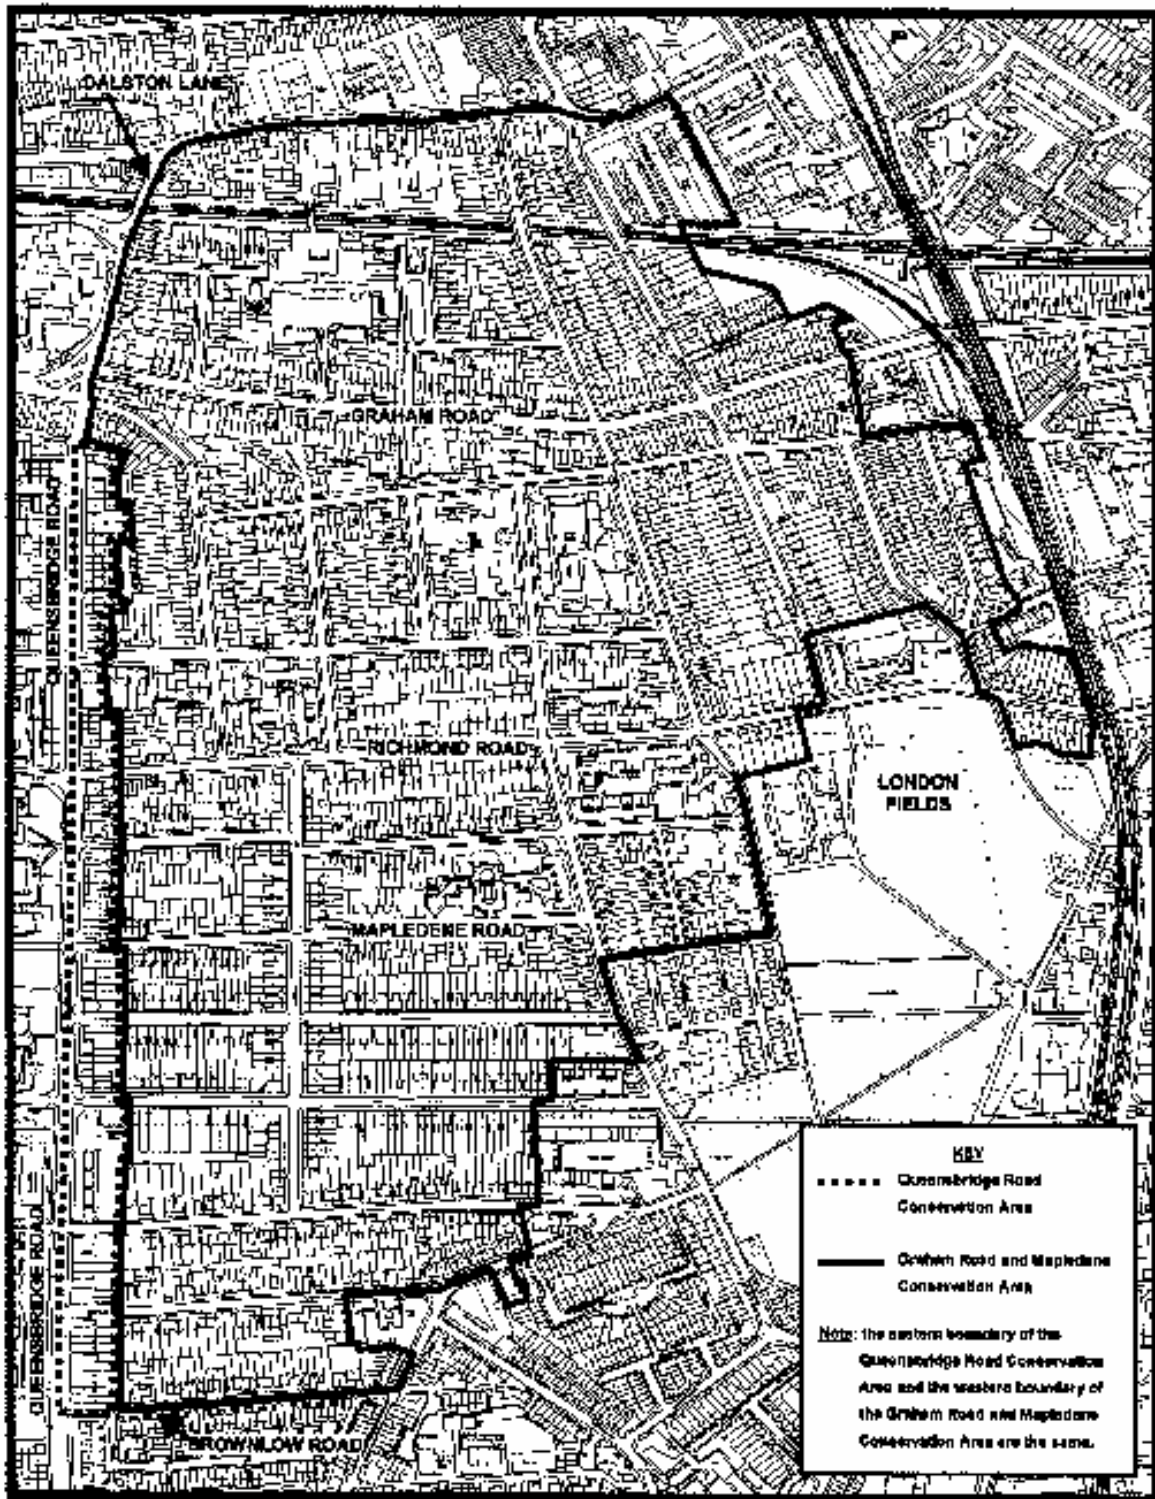 DALSTON LANE
GRAHAM ROAD
QUEENSBRIDGE ROAD
RICHMOND ROAD
LONDON
FIELDS
MAPLEDENE ROAD
QUEENSBRIDGE ROAD
BROWNLOW ROAD
KEY
Queensbridge Road
Conservation Area
Graham Road and Mapledene
Conservation Area
Note: the eastern boundary of the
Queensbridge Road Conservation
Area and the western boundary of
the Graham Road and Mapledene
Conservation Area are the same.